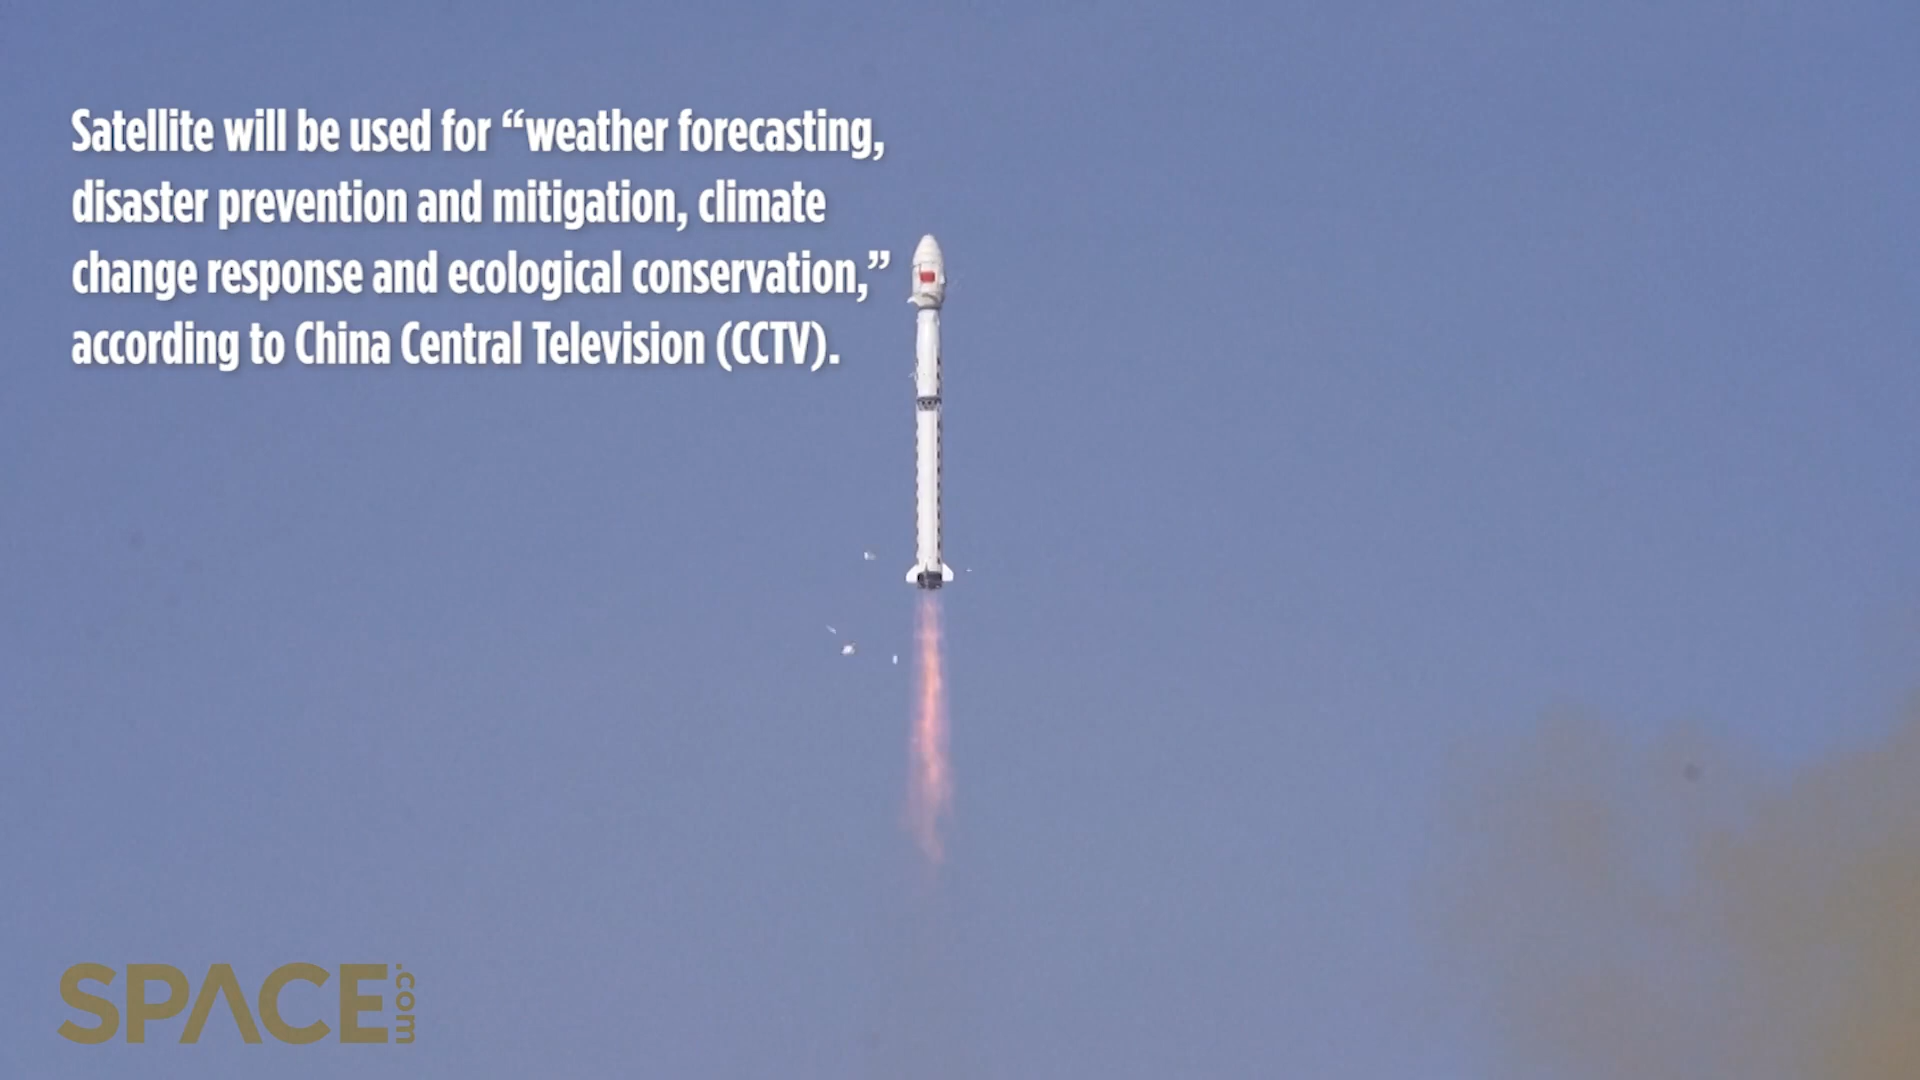 Satellite will be used for “weather forecasting,
disaster prevention and mitigation, climate
change response and ecological conservation,”
according to China Central Television (CCTV).
SPACE.com